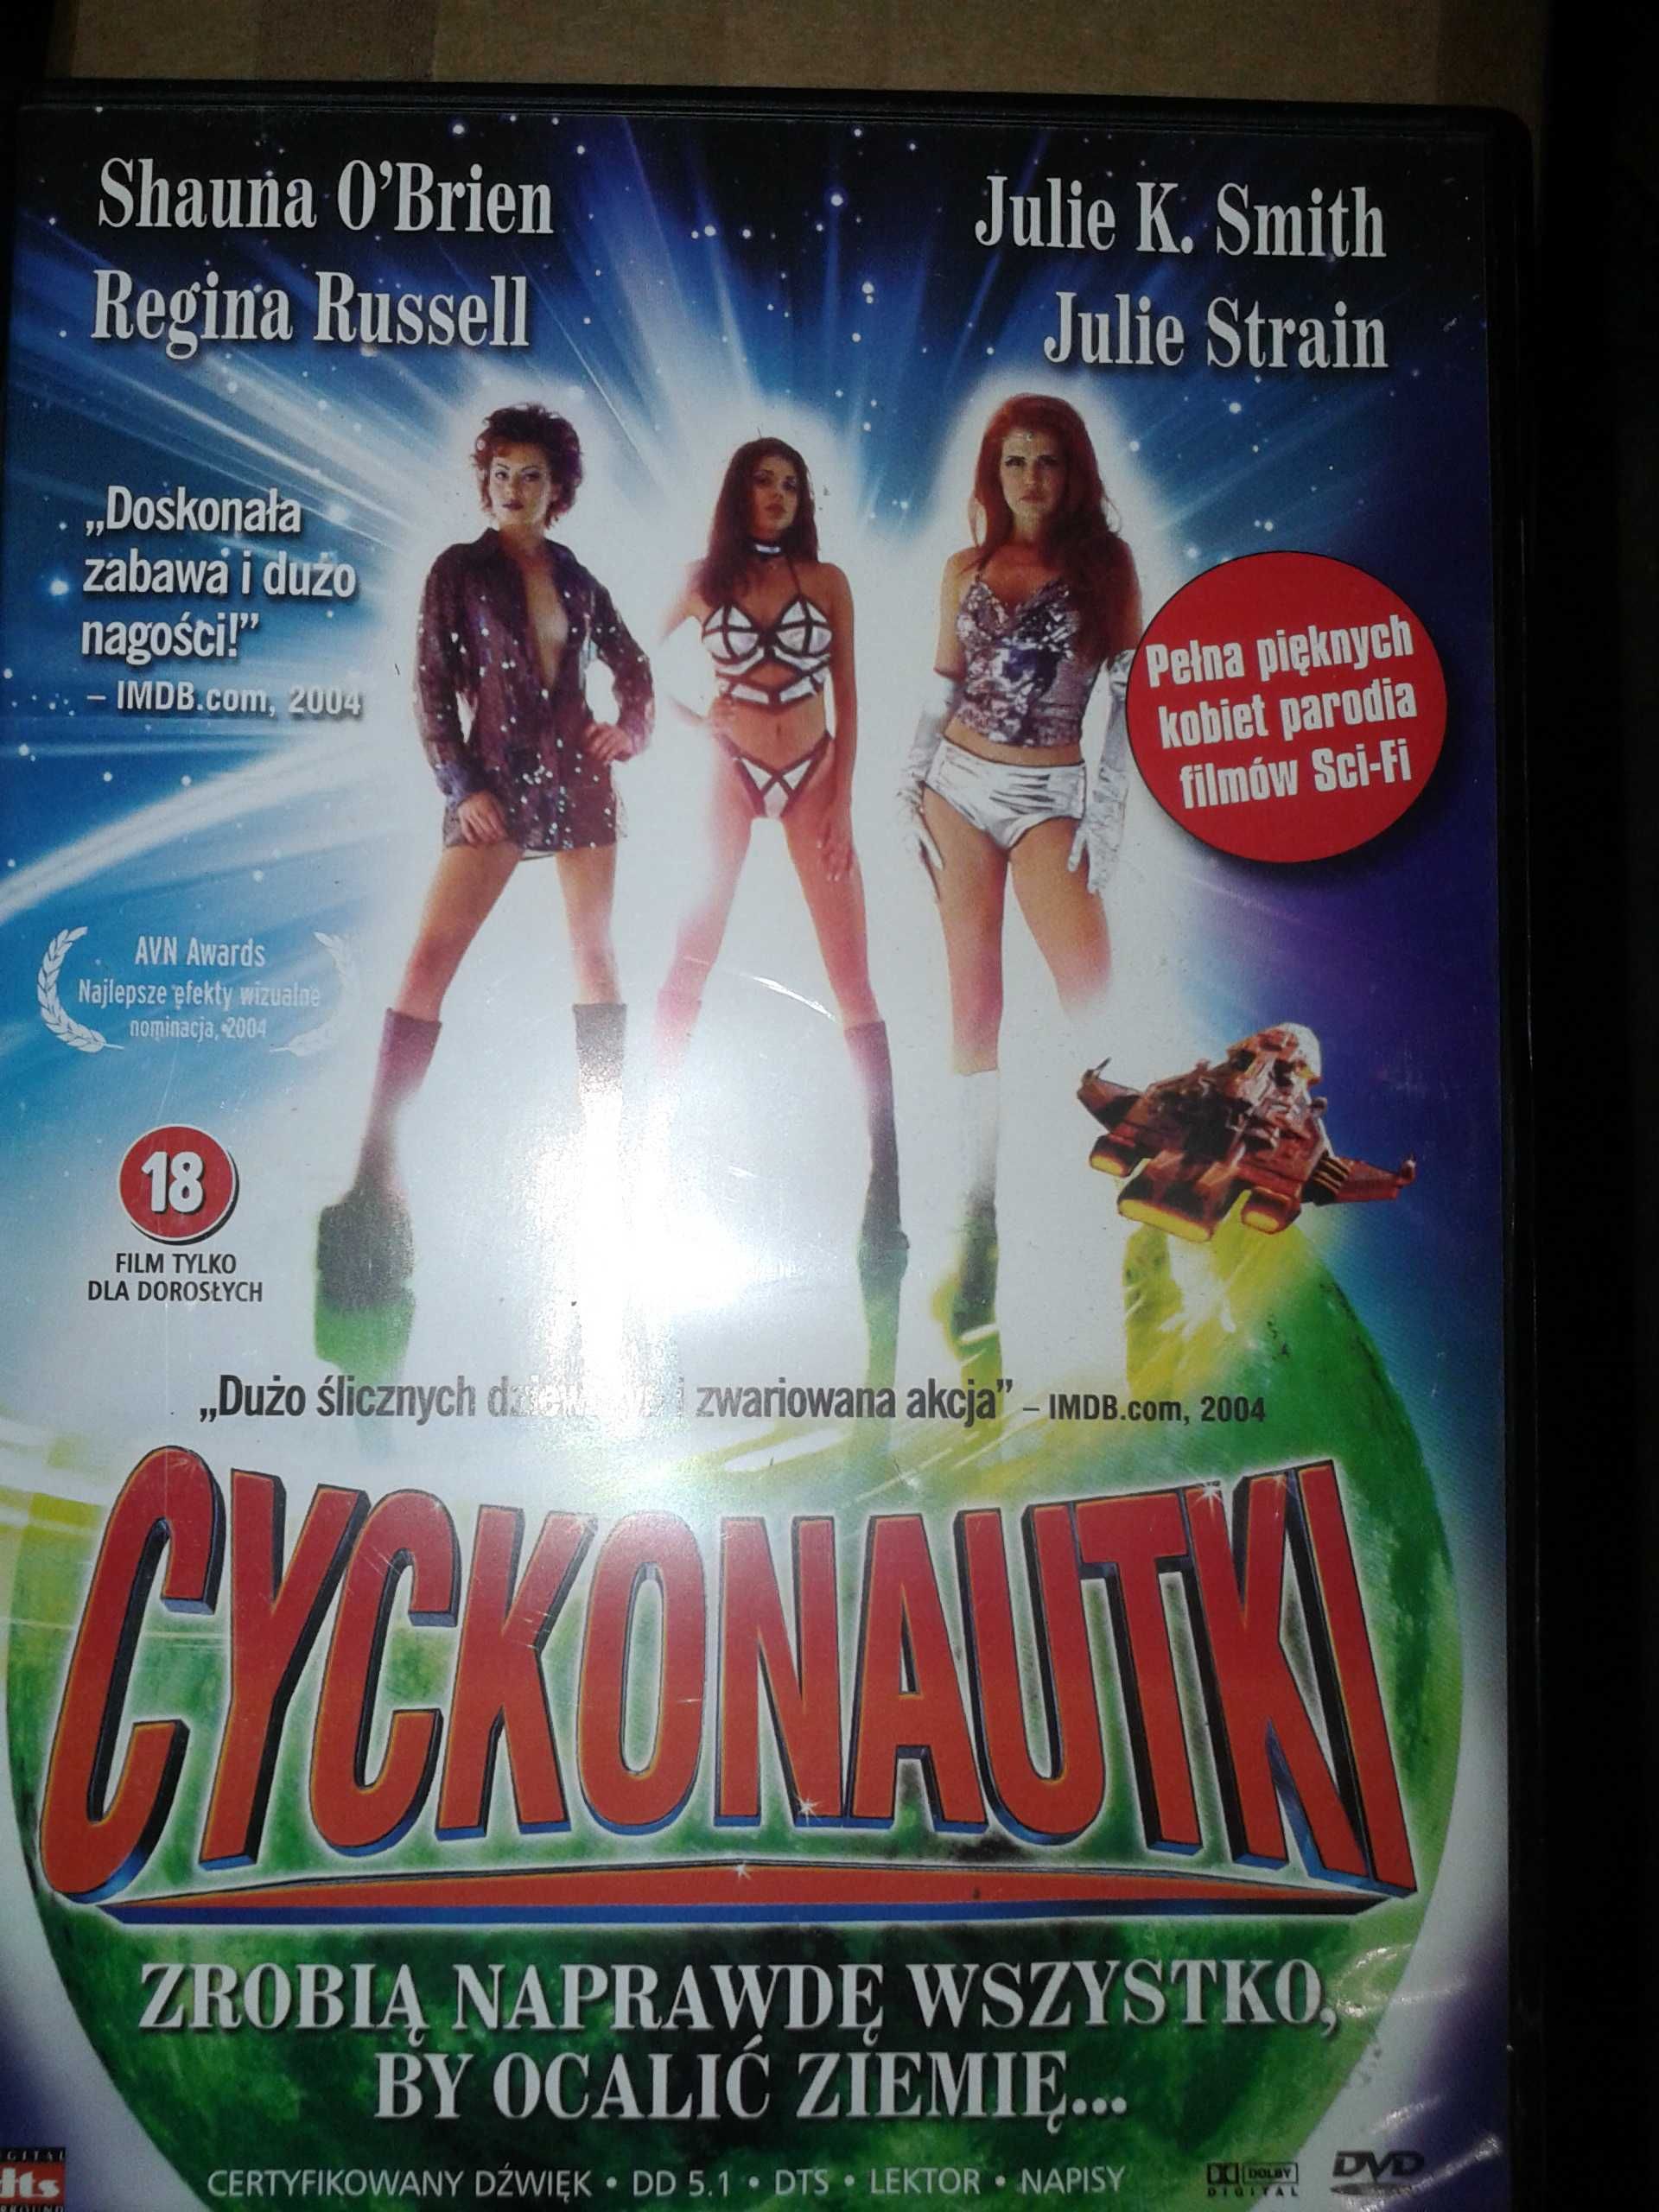 Shauna O'Brien
Julie K. Smith
Regina Russell
Julie Strain
„Doskonała
zabawa i dużo
nagości!”
– IMDB.com, 2004
Pełna pięknych
kobiet parodia
filmów Sci-Fi
AVN Awards
Najlepsze efekty wizualne
nominacja, 2004
18
FILM TYLKO
DLA DOROSŁYCH
„Dużo ślicznych i zwariowana akcja” – IMDB.com, 2004
CYCKONAUTKI
ZROBIĄ NAPRAWDĘ WSZYSTKO,
BY OCALIĆ ZIEMIĘ...
dts
CERTYFIKOWANY DŹWIĘK • DD 5.1 • DTS • LEKTOR • NAPISY
DOLBY
DIGITAL
DVD